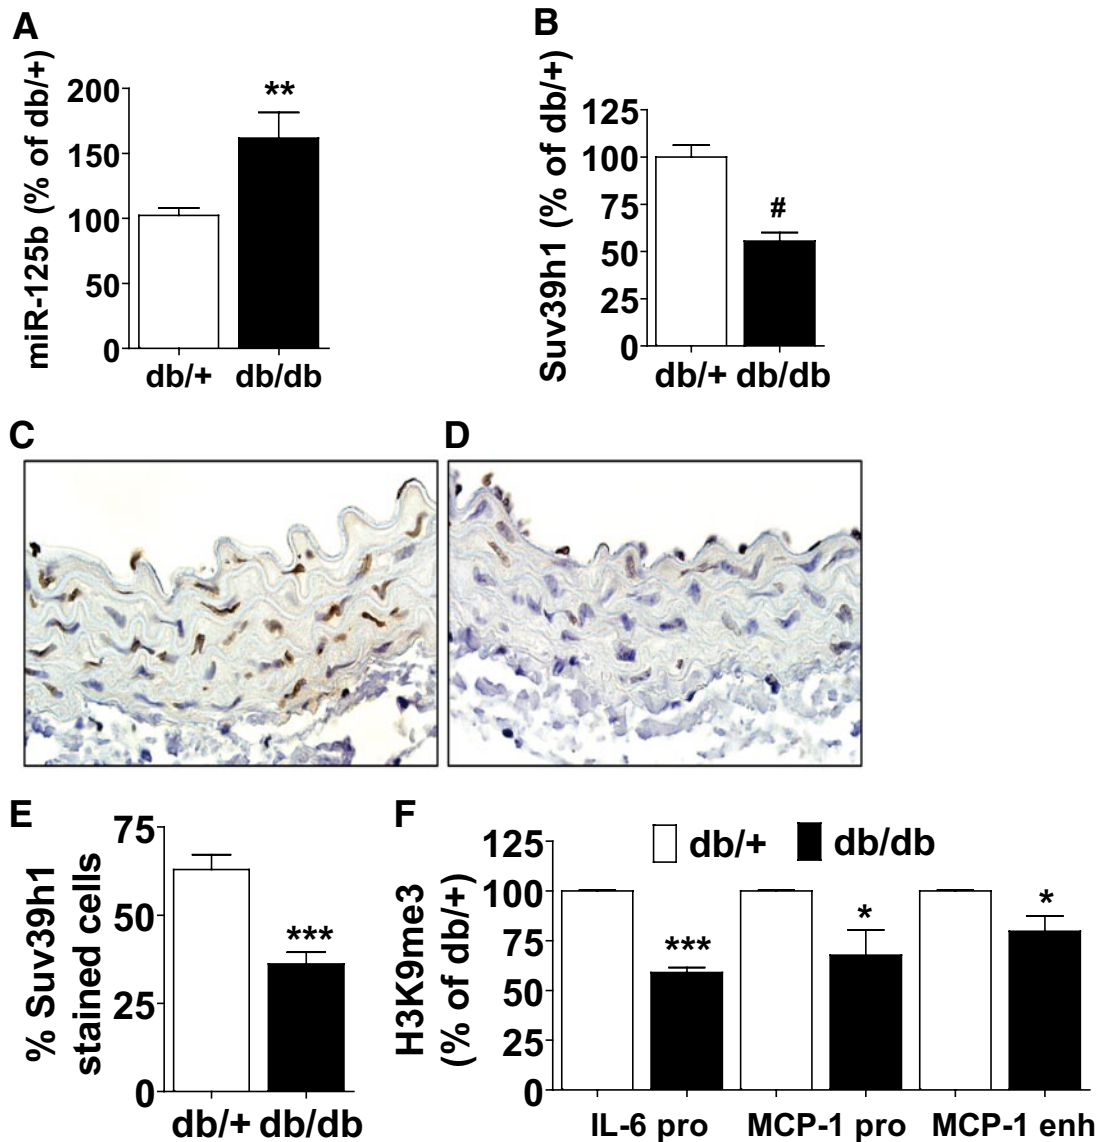 A
miR-125b (% of db/+)
200
150
100
50
0
**
db/+ db/db
B
Suv39h1 (% of db/+)
125
100
75
50
25
0
#
db/+ db/db
C
D
E
% Suv39h1
stained cells
75
50
25
0
***
db/+ db/db
F
H3K9me3
(% of db/+)
125
100
75
50
25
0
db/+ db/db
***
*
*
IL-6 pro MCP-1 pro MCP-1 enh